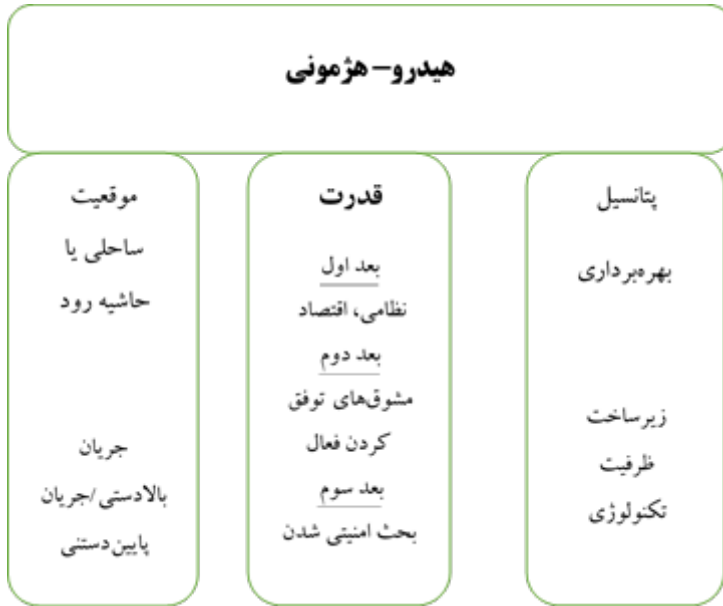 هیدرو-هژمونی
پتانسیل
بهره‌برداری
زیرساخت
ظرفیت
تکنولوژی
قدرت
بعد اول
نظامی، اقتصاد
بعد دوم
مشوق‌های توفق
کردن فعال
بعد سوم
بحث امنیتی شدن
موقعیت
ساحلی یا
حاشیه رود
جریان
بالادستی/جریان
پایین‌دستنی